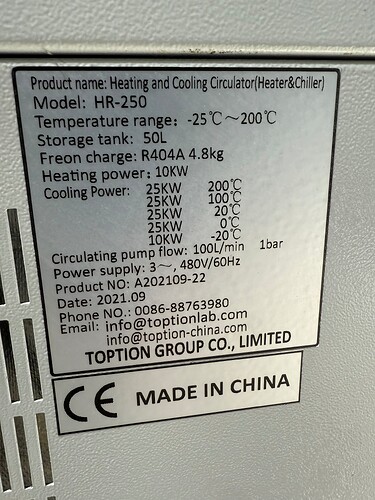 Product name: Heating and Cooling Circulator(Heater&Chiller)
Model: HR-250
Temperature range: -25℃～200℃
Storage tank: 50L
Freon charge: R404A 4.8kg
Heating power: 10KW
Cooling Power: 25KW 200℃
25KW 100℃
25KW 20℃
25KW 0℃
10KW -20℃
Circulating pump flow: 100L/min 1bar
Power supply: 3～, 480V/60Hz
Product NO: A202109-22
Date: 2021.09
Phone NO.: 0086-88763980
Email: info@toptionlab.com
info@toption-china.com
TOPTION GROUP CO., LIMITED
CE MADE IN CHINA